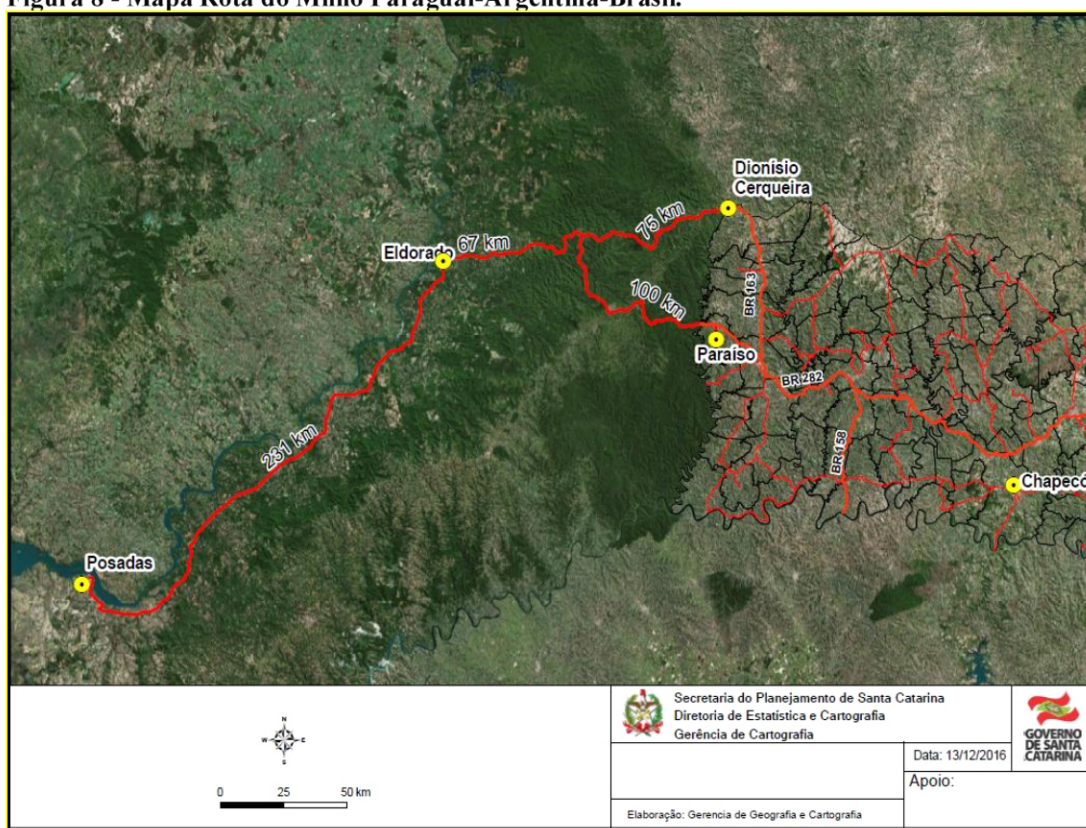 Figura 8 - Mapa Rota do Milho Paraguai-Argentina-Brasil.
Dionísio
Cerqueira
75 km
67 km
Eldorado
100 km
BR 163
Paraíso
BR 282
231 km
BR 158
Chapecó
Posadas
N
W E
S
0 25 50 km
Secretaria do Planejamento de Santa Catarina
Diretoria de Estatística e Cartografia
Gerência de Cartografia
GOVERNO
DE SANTA
CATARINA
Data: 13/12/2016
Apoio:
Elaboração: Gerencia de Geografia e Cartografia